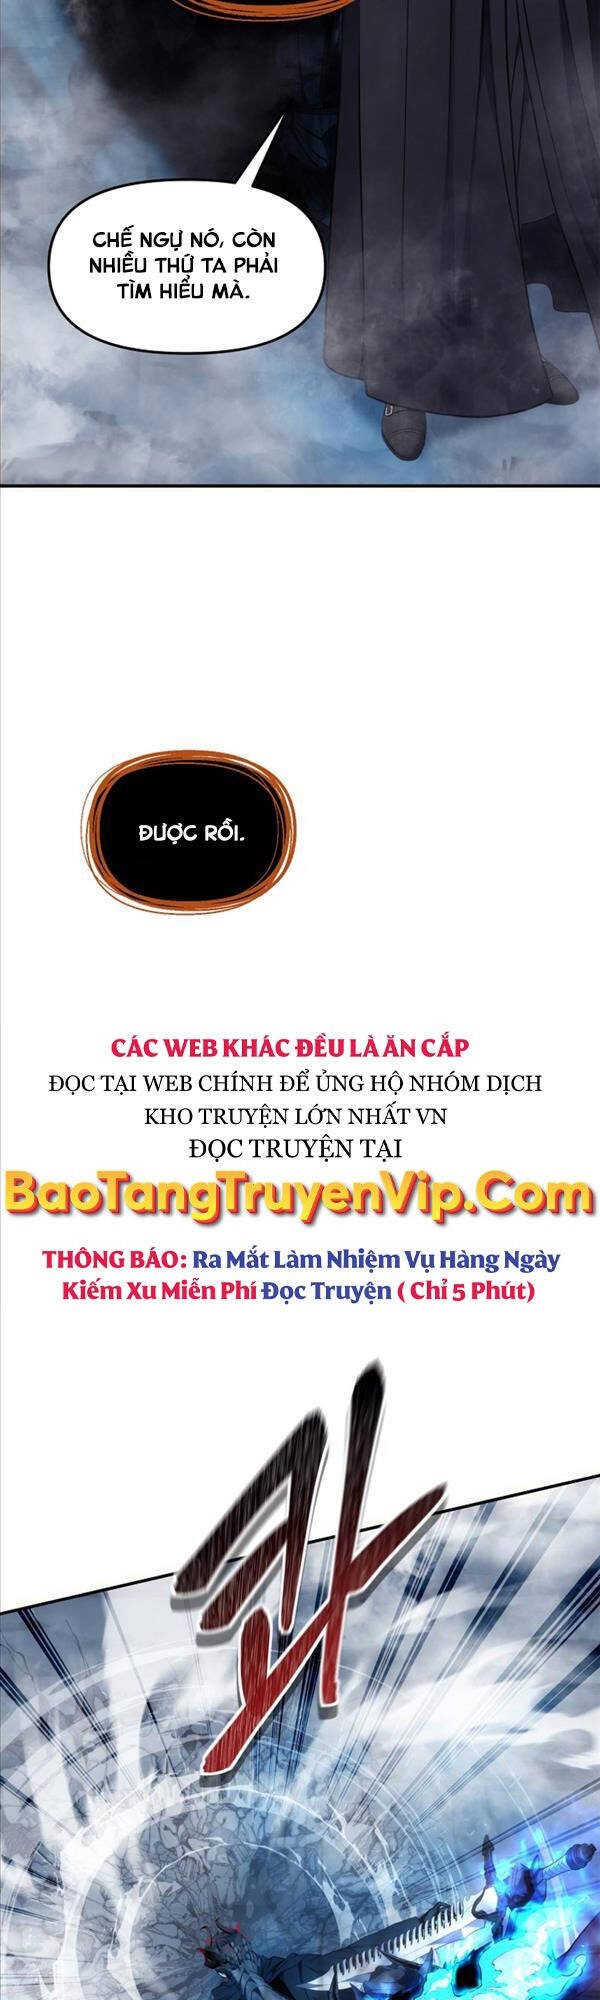 CHẾ NGỰ NÓ, CÒN
NHIỀU THỨ TA PHẢI
TÌM HIỂU MÀ.
ĐƯỢC RỒI.
CÁC WEB KHÁC ĐỀU LÀ ĂN CẮP
ĐỌC TẠI WEB CHÍNH ĐỂ ỦNG HỘ NHÓM DỊCH
KHO TRUYỆN LỚN NHẤT VN
ĐỌC TRUYỆN TẠI
BaoTangTruyenVip.Com
THÔNG BÁO: Ra Mắt Làm Nhiệm Vụ Hàng Ngày
Kiếm Xu Miễn Phí Đọc Truyện ( Chỉ 5 Phút)